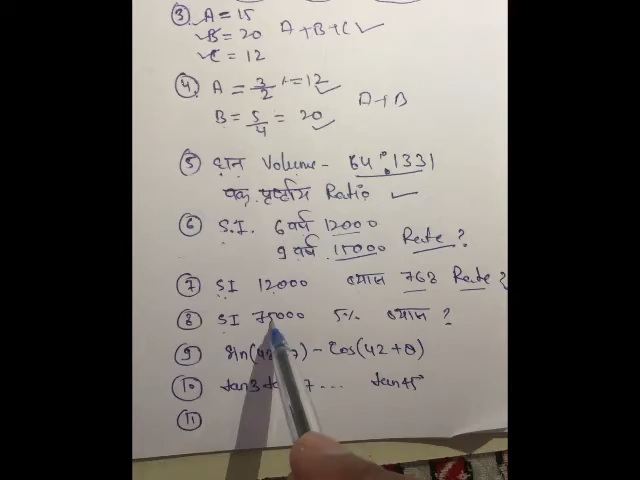 ③ A = 15
B = 20 A+B+C ✓
C = 12
④ A = 3/2 = 12 ✓
B = 5/4 = 20 ✓ A+B
⑤ घन Volume - 64:1331
पृष्ठीय Ratio ✓
⑥ S.I. 6 वर्ष 12000
9 वर्ष 15000 Rate ?
⑦ SI 12000 ब्याज 768 Rate ?
⑧ SI 75000 5% ब्याज ?
⑨ - Cos(42+θ)
⑩ tan3 7 ... tan45°
⑪